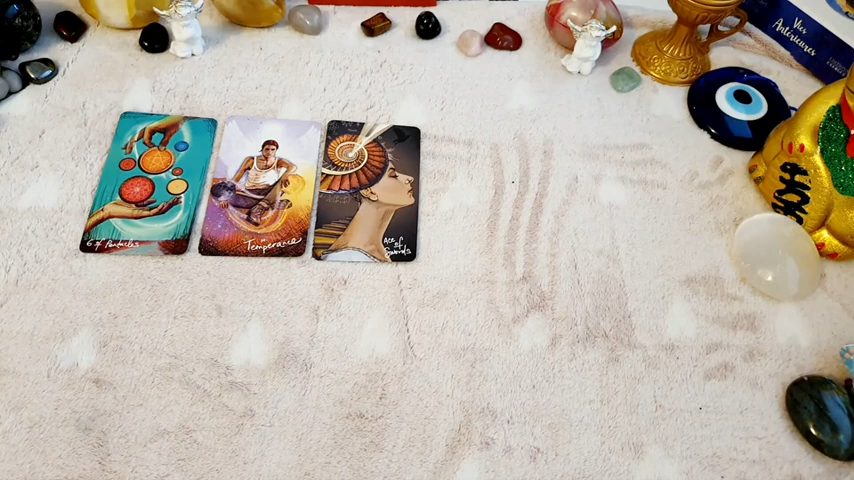 6 of Pentacles
Temperance
Ace
of
Swords
Vies
Antérieures